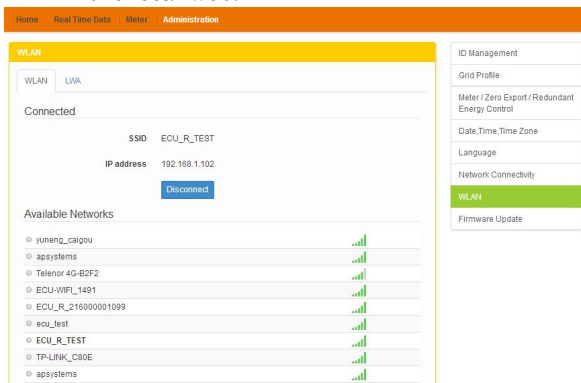 Home Real Time Data Meter Administration
WLAN
WLAN LWA
Connected
SSID ECU_R_TEST
IP address 192.168.1.102
Disconnect
Available Networks
yuneng_caigou
apsystems
Telenor 4G-B2F2
ECU-WIFI_1491
ECU_R_216000001099
ecu_test
ECU_R_TEST
TP-LINK_C80E
apsystems
ID Management
Grid Profile
Meter / Zero Export / Redundant
Energy Control
Date,Time,Time Zone
Language
Network Connectivity
WLAN
Firmware Update